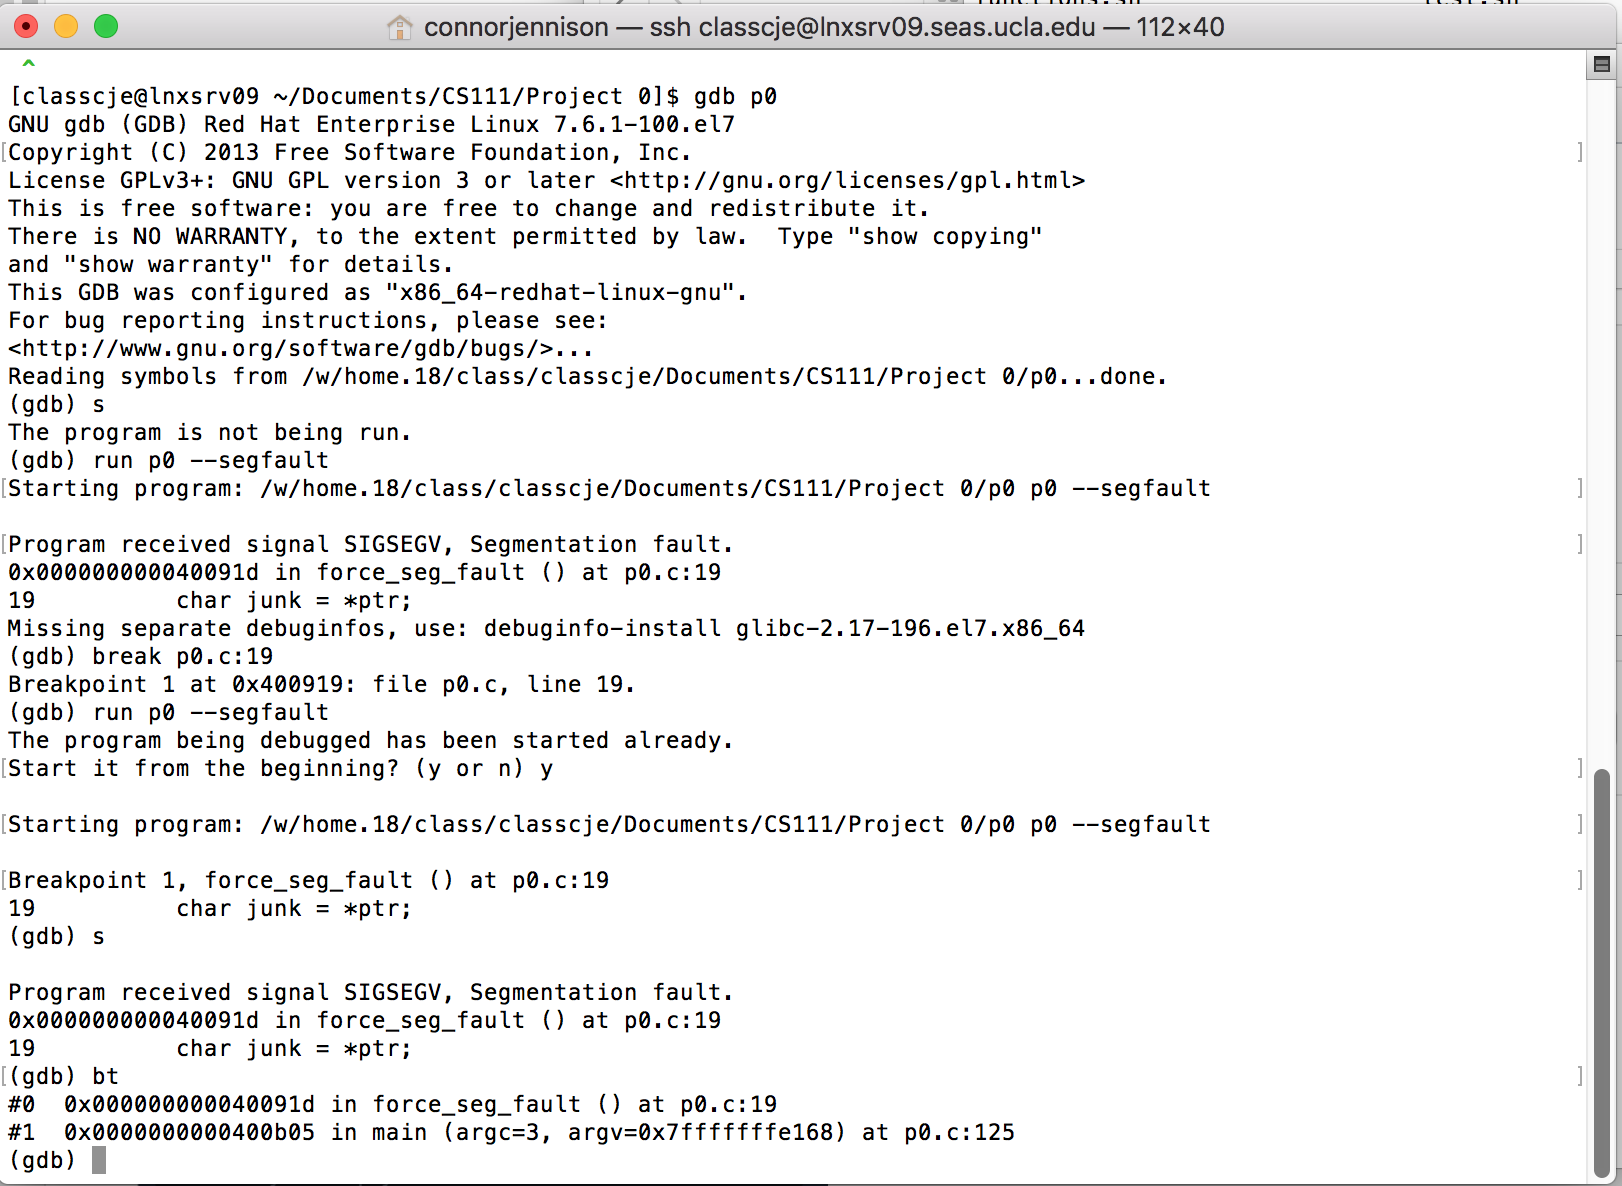 connorjennison — ssh classcje@lnxsrv09.seas.ucla.edu — 112×40
^
[classcje@lnxsrv09 ~/Documents/CS111/Project 0]$ gdb p0
GNU gdb (GDB) Red Hat Enterprise Linux 7.6.1-100.el7
Copyright (C) 2013 Free Software Foundation, Inc.
License GPLv3+: GNU GPL version 3 or later <http://gnu.org/licenses/gpl.html>
This is free software: you are free to change and redistribute it.
There is NO WARRANTY, to the extent permitted by law.  Type "show copying"
and "show warranty" for details.
This GDB was configured as "x86_64-redhat-linux-gnu".
For bug reporting instructions, please see:
<http://www.gnu.org/software/gdb/bugs/>...
Reading symbols from /w/home.18/class/classcje/Documents/CS111/Project 0/p0...done.
(gdb) s
The program is not being run.
(gdb) run p0 --segfault
Starting program: /w/home.18/class/classcje/Documents/CS111/Project 0/p0 p0 --segfault
Program received signal SIGSEGV, Segmentation fault.
0x000000000040091d in force_seg_fault () at p0.c:19
19          char junk = *ptr;
Missing separate debuginfos, use: debuginfo-install glibc-2.17-196.el7.x86_64
(gdb) break p0.c:19
Breakpoint 1 at 0x400919: file p0.c, line 19.
(gdb) run p0 --segfault
The program being debugged has been started already.
Start it from the beginning? (y or n) y
Starting program: /w/home.18/class/classcje/Documents/CS111/Project 0/p0 p0 --segfault
Breakpoint 1, force_seg_fault () at p0.c:19
19          char junk = *ptr;
(gdb) s
Program received signal SIGSEGV, Segmentation fault.
0x000000000040091d in force_seg_fault () at p0.c:19
19          char junk = *ptr;
(gdb) bt
#0  0x000000000040091d in force_seg_fault () at p0.c:19
#1  0x0000000000400b05 in main (argc=3, argv=0x7fffffffe168) at p0.c:125
(gdb)